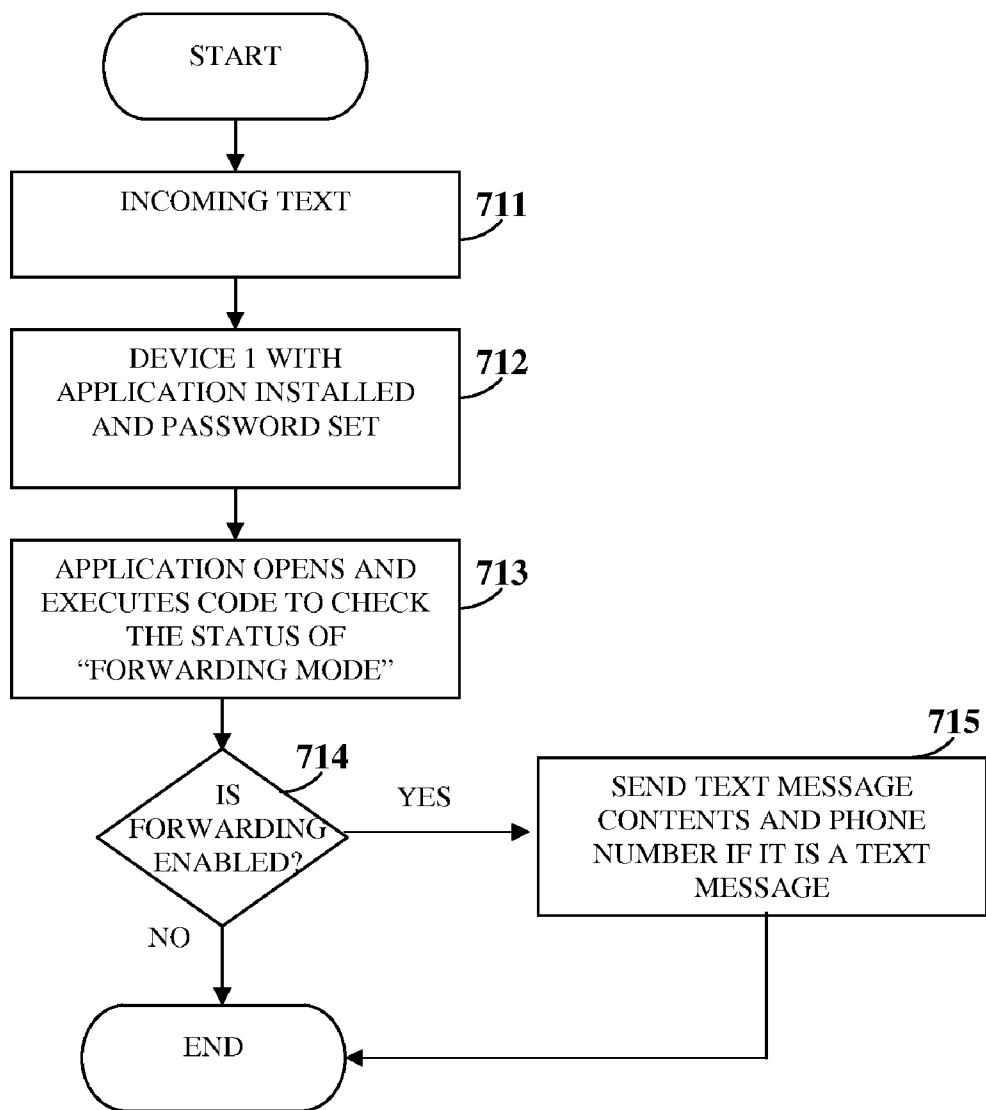 START
INCOMING TEXT
711
DEVICE 1 WITH
APPLICATION INSTALLED
AND PASSWORD SET
712
APPLICATION OPENS AND
EXECUTES CODE TO CHECK
THE STATUS OF
“FORWARDING MODE”
713
714
IS
FORWARDING
ENABLED?
YES
715
SEND TEXT MESSAGE
CONTENTS AND PHONE
NUMBER IF IT IS A TEXT
MESSAGE
NO
END